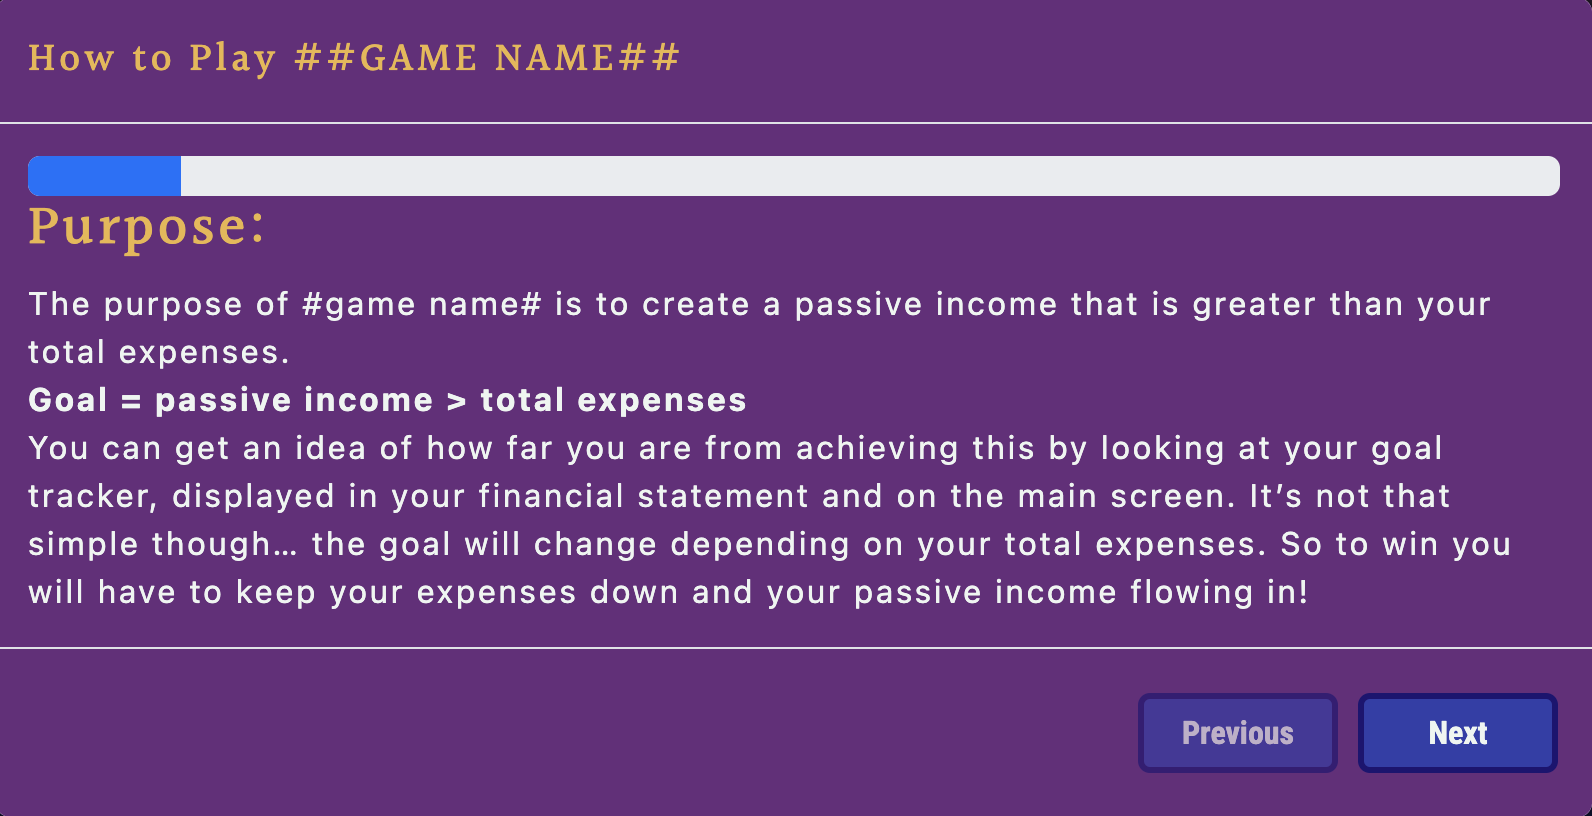 How to Play ##GAME NAME##
Purpose:
The purpose of #game name# is to create a passive income that is greater than your
total expenses.
Goal = passive income > total expenses
You can get an idea of how far you are from achieving this by looking at your goal
tracker, displayed in your financial statement and on the main screen. It’s not that
simple though… the goal will change depending on your total expenses. So to win you
will have to keep your expenses down and your passive income flowing in!
Previous
Next